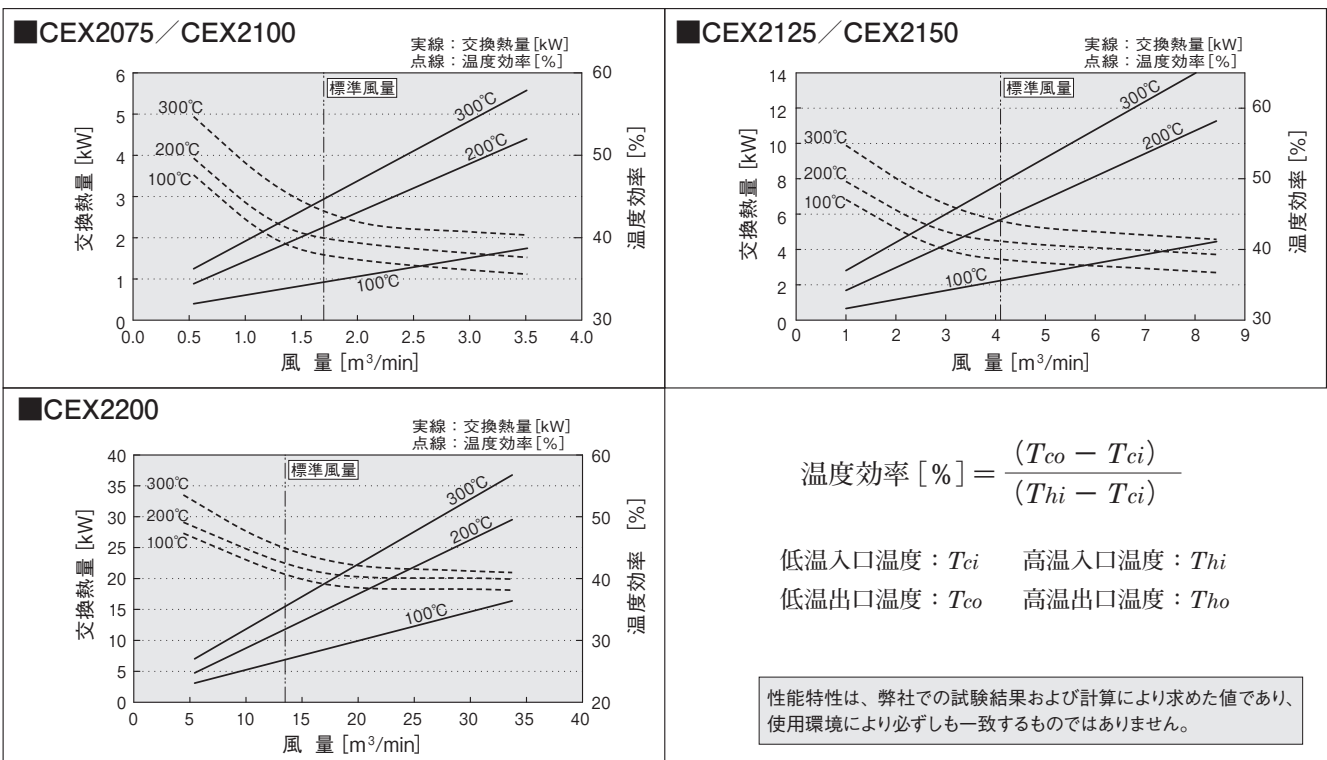 ■CEX2075／CEX2100
実線：交換熱量[kW]
点線：温度効率[%]
標準風量
300℃
200℃
100℃
300℃
200℃
100℃
交換熱量 [kW]
6
5
4
3
2
1
0
温度効率 [%]
60
50
40
30
0.0 0.5 1.0 1.5 2.0 2.5 3.0 3.5 4.0
風 量 [m³/min]
■CEX2125／CEX2150
実線：交換熱量[kW]
点線：温度効率[%]
標準風量
300℃
200℃
100℃
300℃
200℃
100℃
交換熱量 [kW]
14
12
10
8
6
4
2
0
温度効率 [%]
60
50
40
30
0 1 2 3 4 5 6 7 8 9
風 量 [m³/min]
■CEX2200
実線：交換熱量[kW]
点線：温度効率[%]
標準風量
300℃
200℃
100℃
300℃
200℃
100℃
交換熱量 [kW]
40
35
30
25
20
15
10
5
0
温度効率 [%]
60
50
40
30
20
0 5 10 15 20 25 30 35 40
風 量 [m³/min]
温度効率[%]＝
(Tco − Tci)
(Thi − Tci)
低温入口温度：Tci 高温入口温度：Thi
低温出口温度：Tco 高温出口温度：Tho
性能特性は、弊社での試験結果および計算により求めた値であり、
使用環境により必ずしも一致するものではありません。